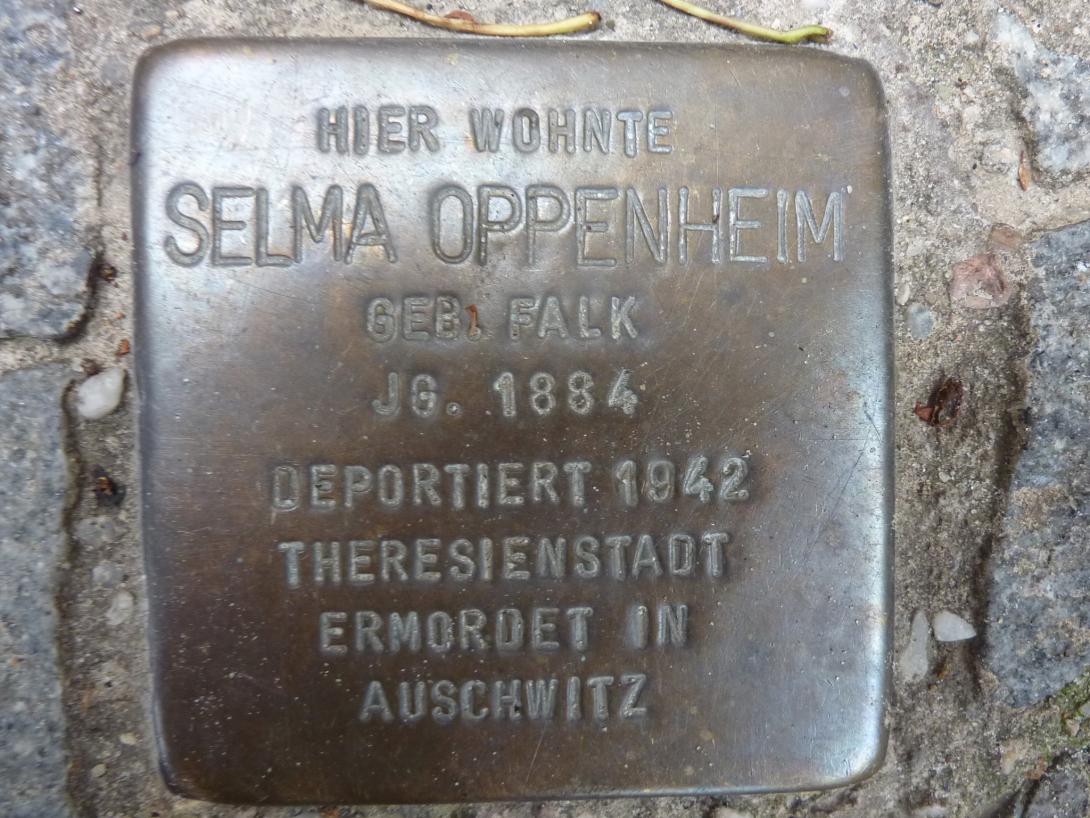 HIER WOHNTE
SELMA OPPENHEIM
GEB. FALK
JG. 1884
DEPORTIERT 1942
THERESIENSTADT
ERMORDET IN
AUSCHWITZ